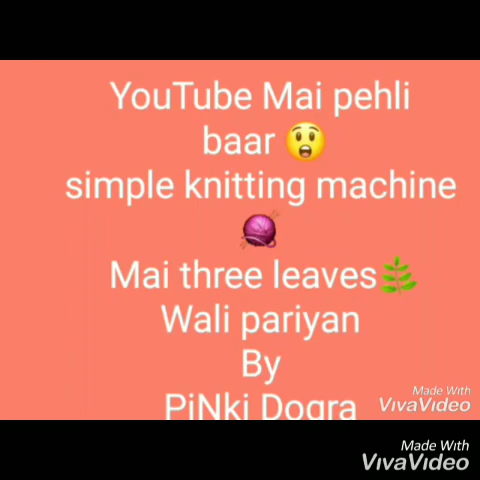 YouTube Mai pehli
baar 😲
simple knitting machine
🧶
Mai three leaves🌿
Wali pariyan
By
PiNki Dogra
Made With
VivaVideo
Made With
VivaVideo